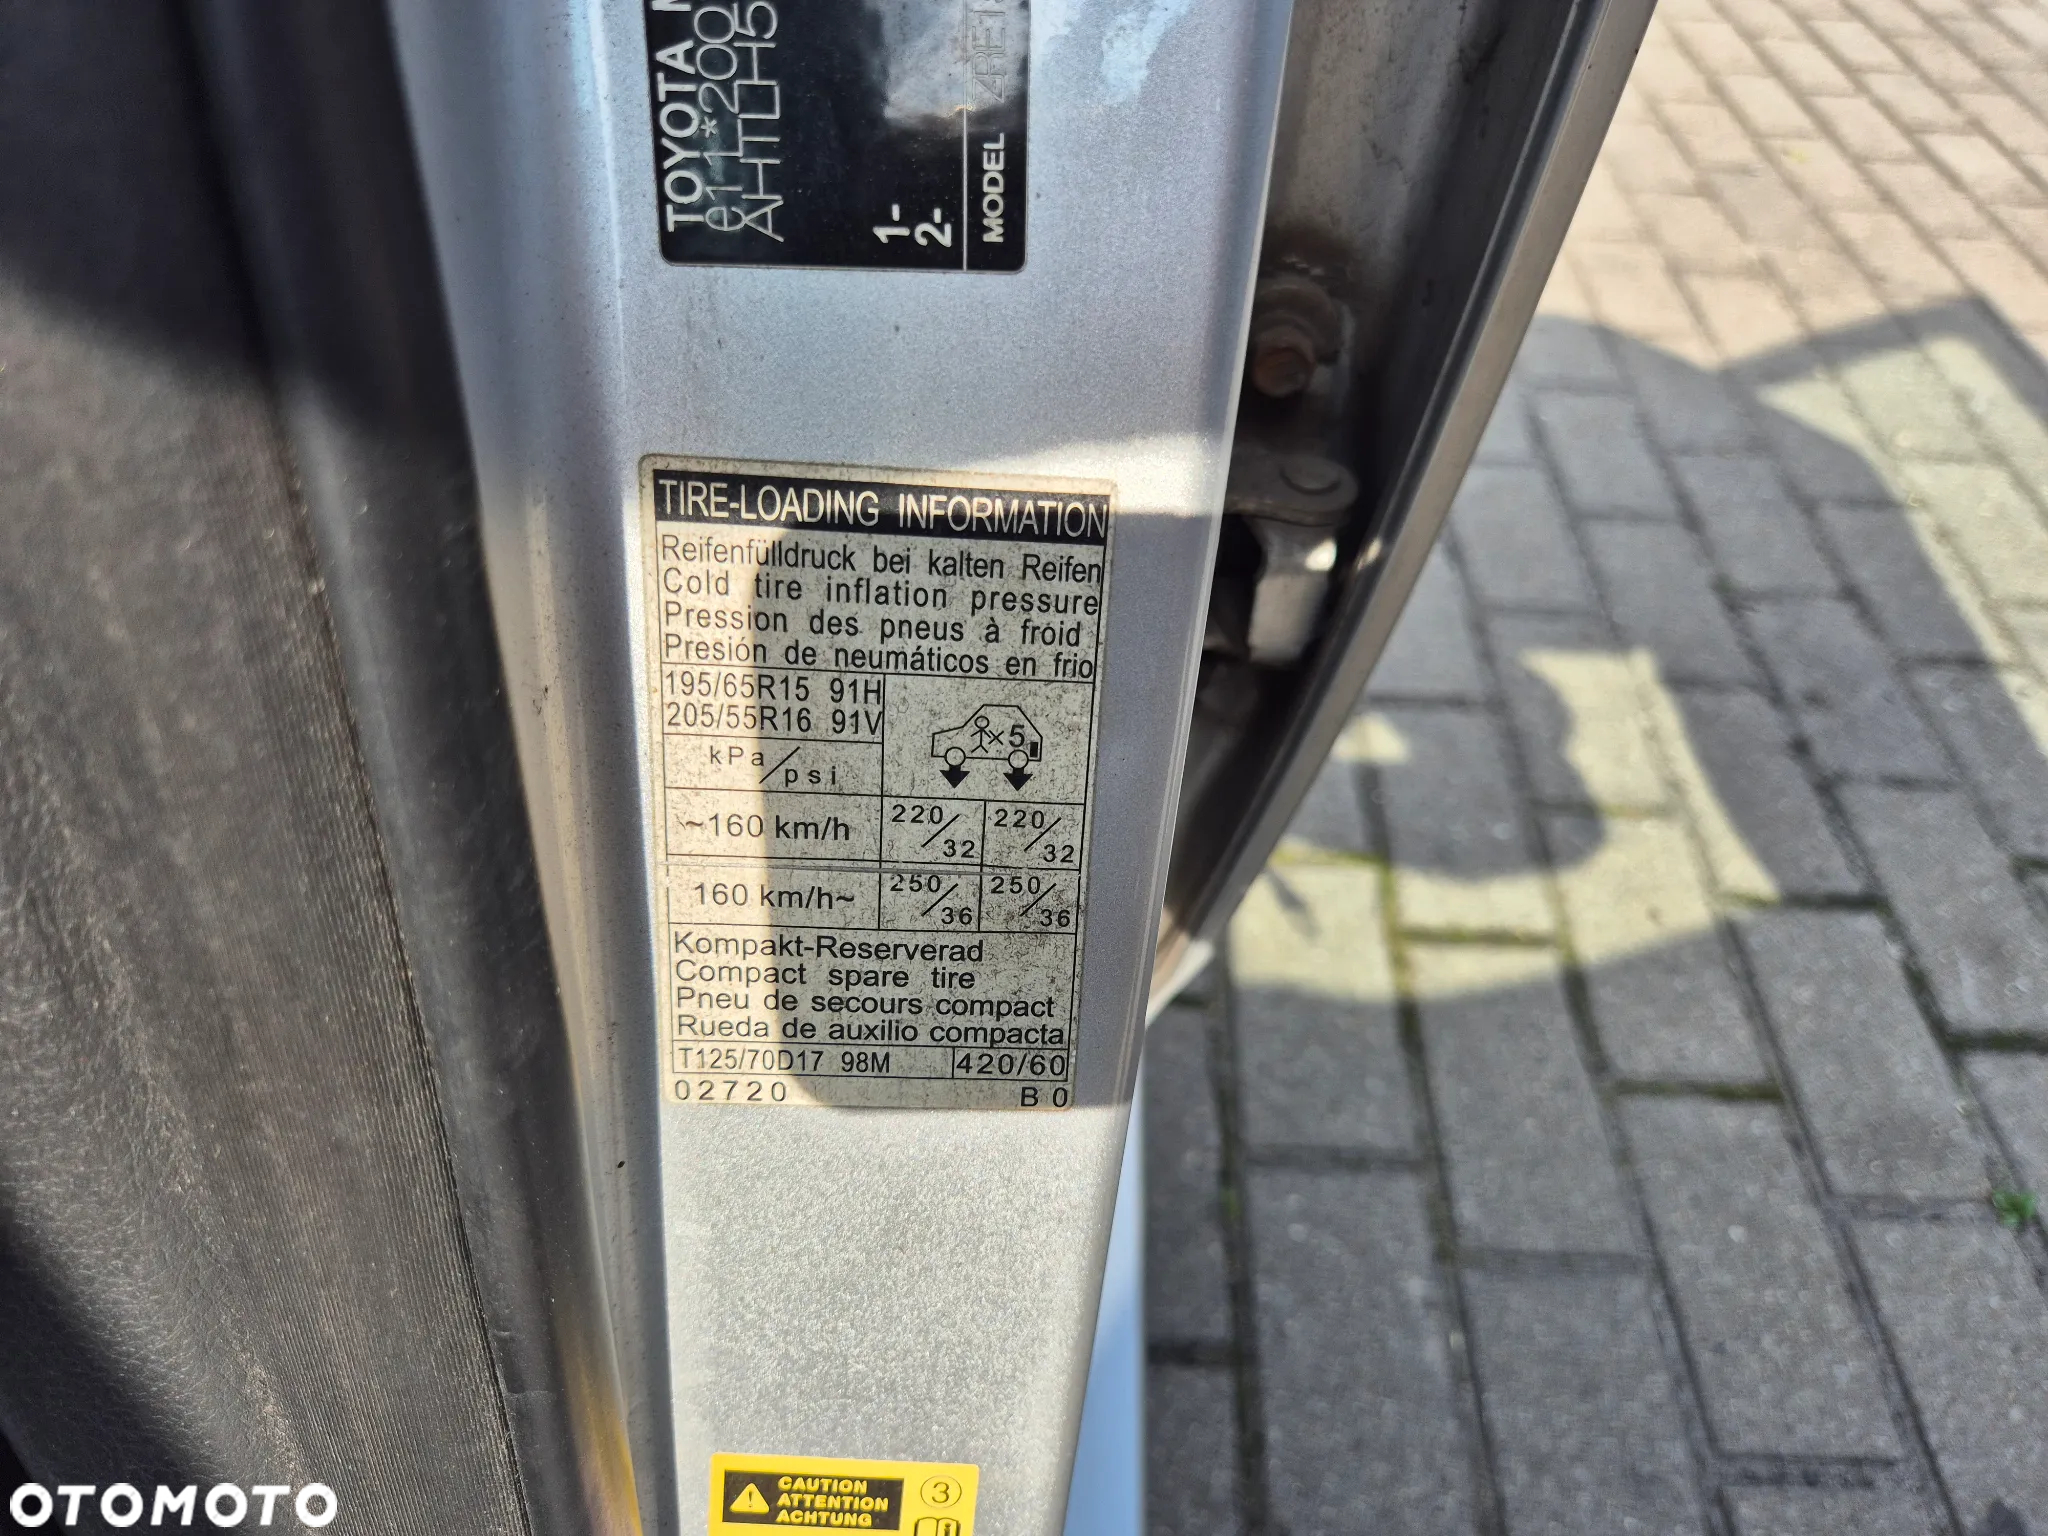 TOYOTA
e11*200
AHTLH5
1-
2-
MODEL ZRE1
TIRE-LOADING INFORMATION
Reifenfülldruck bei kalten Reifen
Cold tire inflation pressure
Pression des pneus à froid
Presión de neumáticos en frio
195/65R15 91H
205/55R16 91V
×5
kPa/psi
~160 km/h 220/32 220/32
160 km/h~ 250/36 250/36
Kompakt-Reserverad
Compact spare tire
Pneu de secours compact
Rueda de auxilio compacta
T125/70D17 98M 420/60
02720 B0
CAUTION
ATTENTION
ACHTUNG
3
OTOMOTO